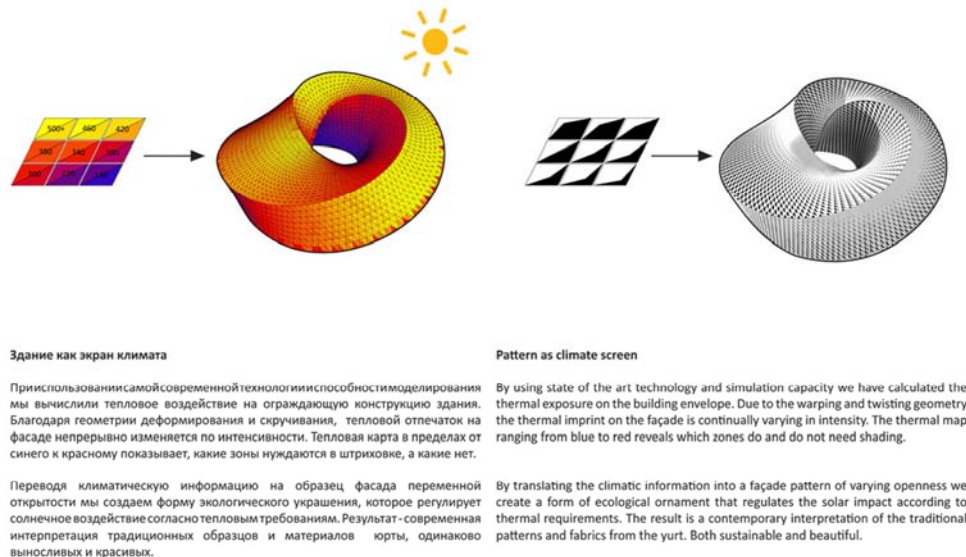 500+ 460 420
380 340 300
300 220 180
Здание как экран климата
Прииспользованиисамойсовременнойтехнологиииспособностимоделирования
мы вычислили тепловое воздействие на ограждающую конструкцию здания.
Благодаря геометрии деформирования и скручивания, тепловой отпечаток на
фасаде непрерывно изменяется по интенсивности. Тепловая карта в пределах от
синего к красному показывает, какие зоны нуждаются в штриховке, а какие нет.
Переводя климатическую информацию на образец фасада переменной
открытости мы создаем форму экологического украшения, которое регулирует
солнечное воздействие согласно тепловым требованиям. Результат - современная
интерпретация традиционных образцов и материалов юрты, одинаково
выносливых и красивых.
Pattern as climate screen
By using state of the art technology and simulation capacity we have calculated the
thermal exposure on the building envelope. Due to the warping and twisting geometry
the thermal imprint on the façade is continually varying in intensity. The thermal map
ranging from blue to red reveals which zones do and do not need shading.
By translating the climatic information into a façade pattern of varying openness we
create a form of ecological ornament that regulates the solar impact according to
thermal requirements. The result is a contemporary interpretation of the traditional
patterns and fabrics from the yurt. Both sustainable and beautiful.